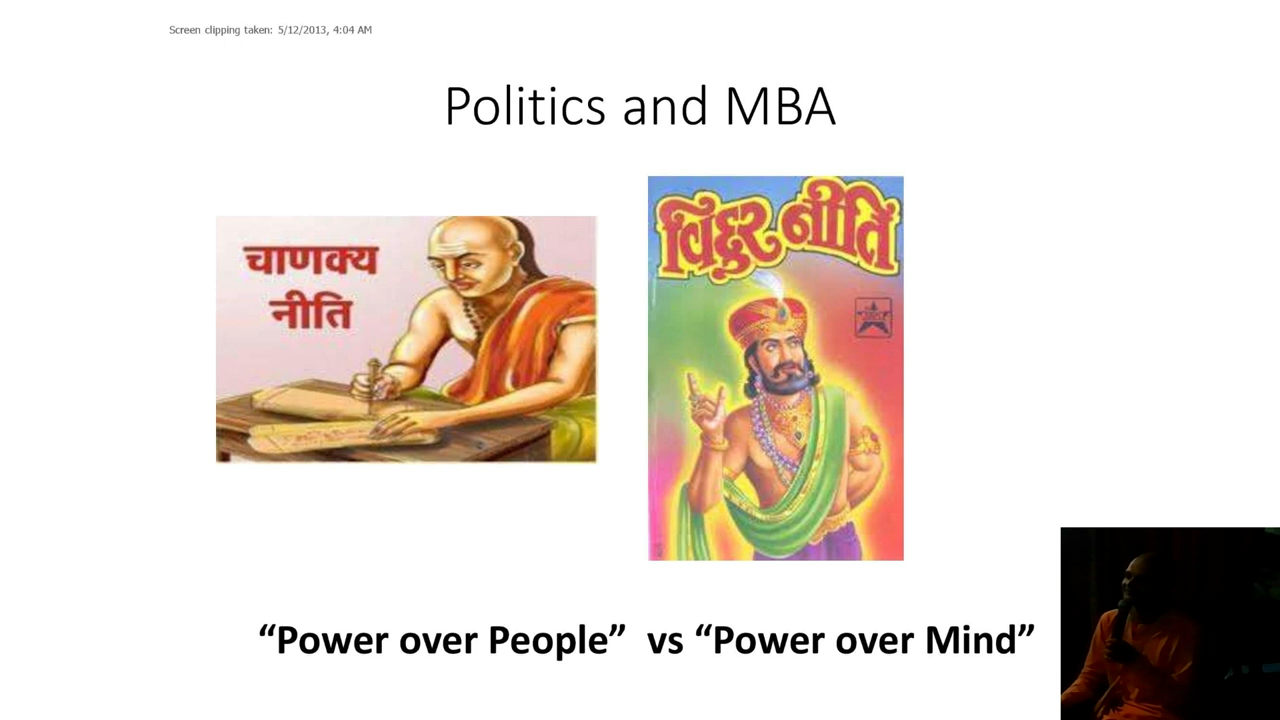 Screen clipping taken: 5/12/2013, 4:04 AM
Politics and MBA
चाणक्य
नीति
विदुर नीति
“Power over People” vs “Power over Mind”